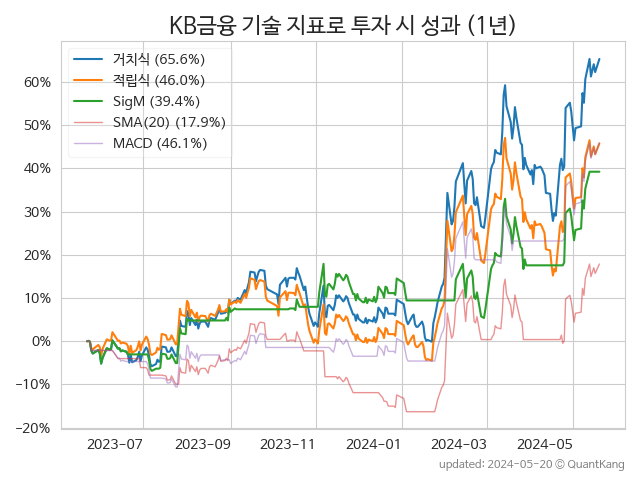 KB금융 기술 지표로 투자 시 성과 (1년)
거치식 (65.6%)
적립식 (46.0%)
SigM (39.4%)
SMA(20) (17.9%)
MACD (46.1%)
60%
50%
40%
30%
20%
10%
0%
−10%
−20%
2023-07
2023-09
2023-11
2024-01
2024-03
2024-05
updated: 2024-05-20 © QuantKang